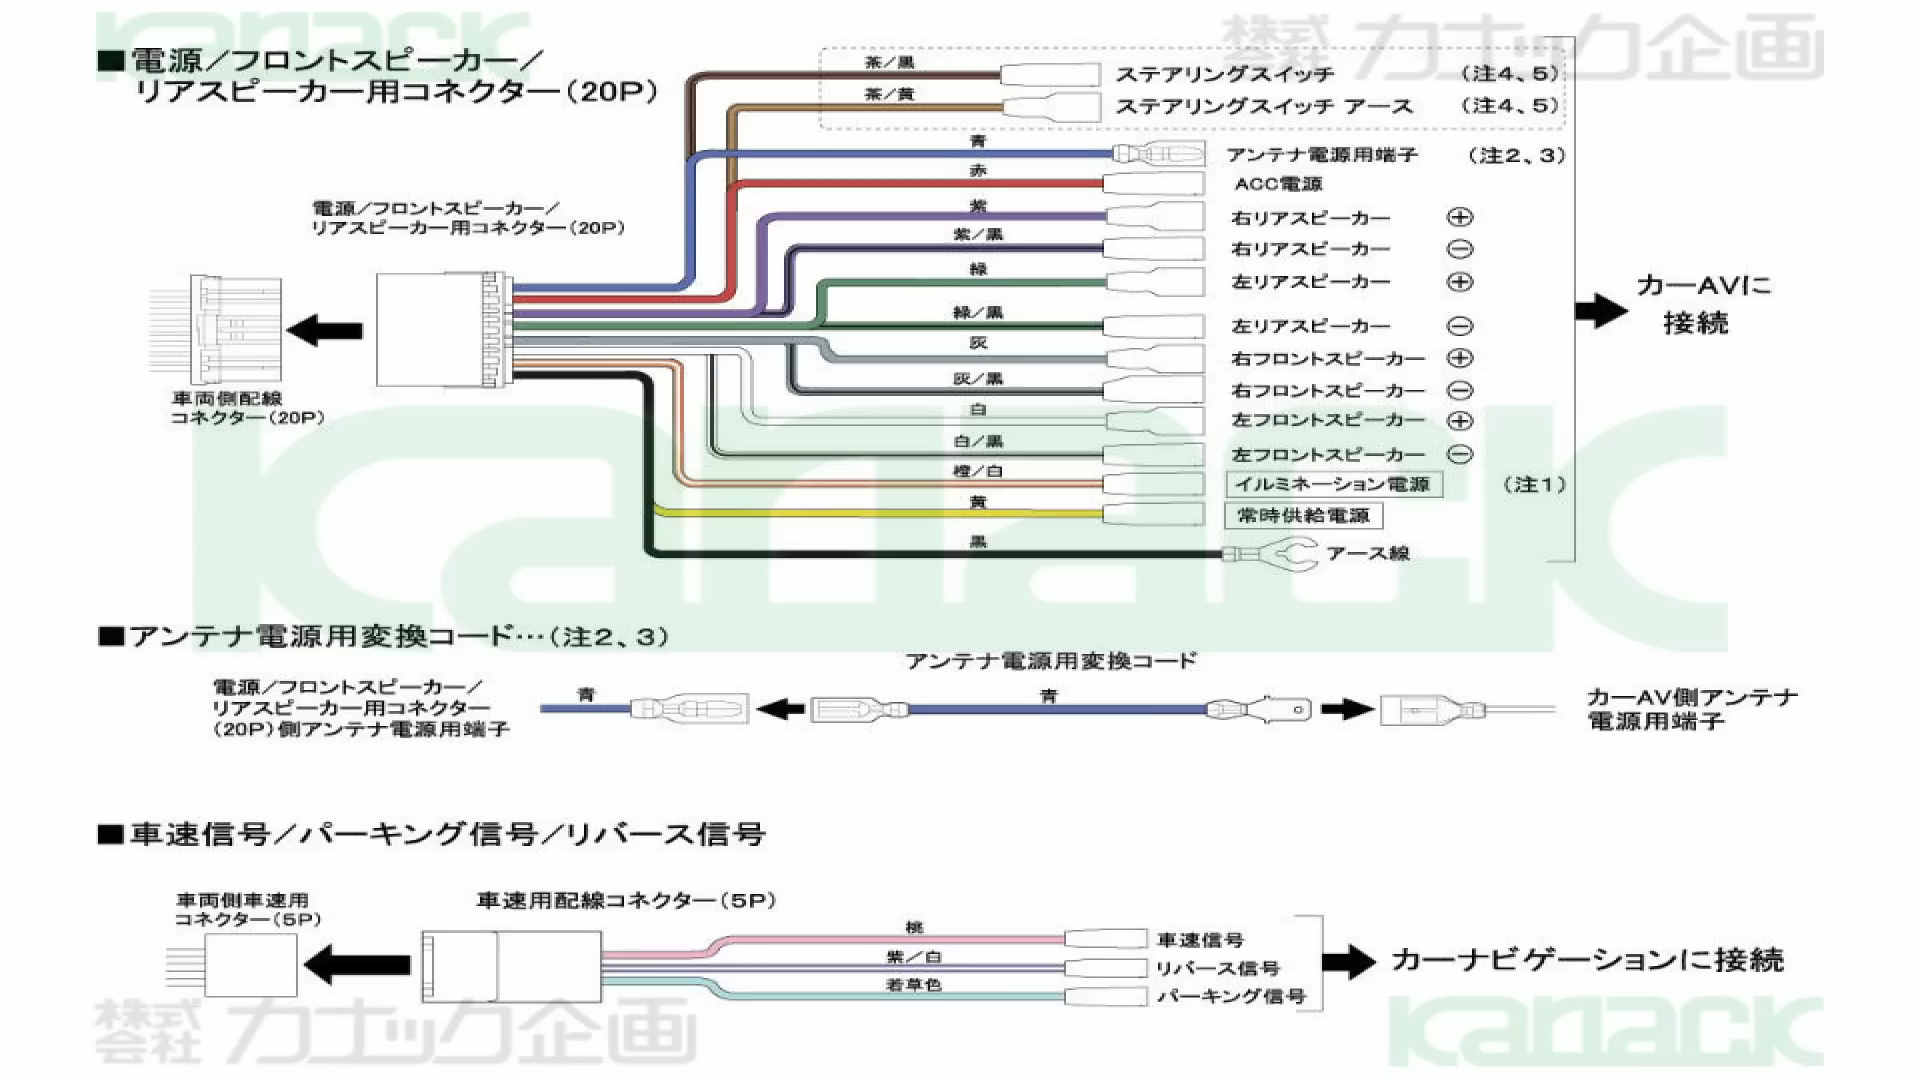 Kanack
株式会社 カナック企画
■電源／フロントスピーカー／
リアスピーカー用コネクター(20P)
茶／黒
ステアリングスイッチ (注4、5)
茶／黄
ステアリングスイッチ アース (注4、5)
青
アンテナ電源用端子 (注2、3)
赤
ACC電源
紫
右リアスピーカー ⊕
紫／黒
右リアスピーカー ⊖
緑
左リアスピーカー ⊕
緑／黒
左リアスピーカー ⊖
灰
右フロントスピーカー ⊕
灰／黒
右フロントスピーカー ⊖
白
左フロントスピーカー ⊕
白／黒
左フロントスピーカー ⊖
橙／白
イルミネーション電源 (注1)
黄
常時供給電源
黒
アース線
電源／フロントスピーカー／
リアスピーカー用コネクター(20P)
車両側配線
コネクター(20P)
カーAVに
接続
Kanack
■アンテナ電源用変換コード…(注2、3)
アンテナ電源用変換コード
電源／フロントスピーカー／
リアスピーカー用コネクター
(20P)側アンテナ電源用端子
青
青
カーAV側アンテナ
電源用端子
■車速信号／パーキング信号／リバース信号
車両側車速用
コネクター(5P)
車速用配線コネクター(5P)
桃
車速信号
紫／白
リバース信号
若草色
パーキング信号
カーナビゲーションに接続
株式会社 カナック企画
Kanack